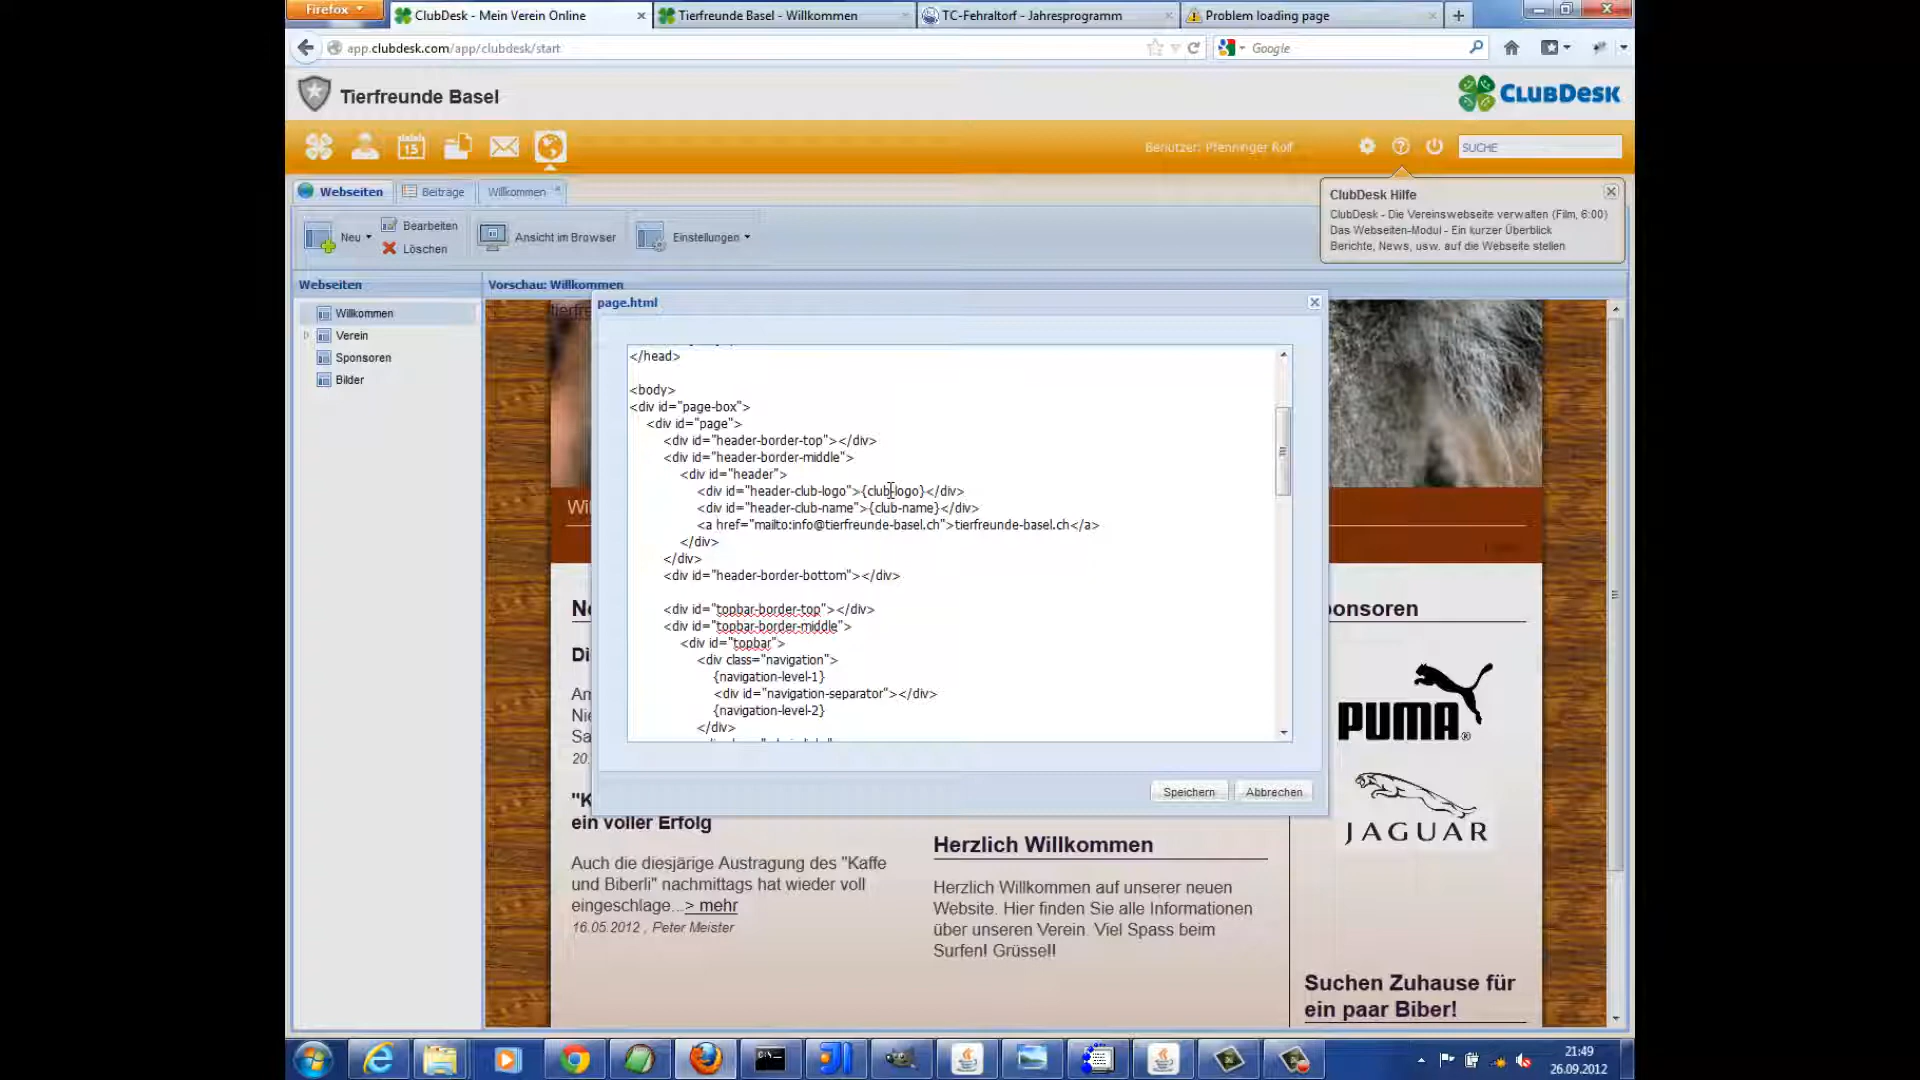 Firefox
ClubDesk - Mein Verein Online
Tierfreunde Basel - Willkommen
TC-Fehraltorf - Jahresprogramm
Problem loading page
app.clubdesk.com/app/clubdesk/start
Google
Tierfreunde Basel
CLUBDESK
15
Benutzer: Pfenninger Rolf
SUCHE
Webseiten
Beiträge
Willkommen
ClubDesk Hilfe
ClubDesk - Die Vereinswebseite verwalten (Film, 6:00)
Das Webseiten-Modul - Ein kurzer Überblick
Berichte, News, usw. auf die Webseite stellen
Neu
Bearbeiten
Löschen
Ansicht im Browser
Einstellungen
Webseiten
Vorschau: Willkommen
Willkommen
Verein
Sponsoren
Bilder
page.html
</head>
<body>
<div id="page-box">
<div id="page">
<div id="header-border-top"></div>
<div id="header-border-middle">
<div id="header">
<div id="header-club-logo">{club-logo}</div>
<div id="header-club-name">{club-name}</div>
<a href="mailto:info@tierfreunde-basel.ch">tierfreunde-basel.ch</a>
</div>
</div>
<div id="header-border-bottom"></div>
<div id="topbar-border-top"></div>
<div id="topbar-border-middle">
<div id="topbar">
<div class="navigation">
{navigation-level-1}
<div id="navigation-separator"></div>
{navigation-level-2}
</div>
Speichern
Abbrechen
ein voller Erfolg
Auch die diesjärige Austragung des "Kaffe
und Biberli" nachmittags hat wieder voll
eingeschlage...> mehr
16.05.2012 , Peter Meister
Herzlich Willkommen
Herzlich Willkommen auf unserer neuen
Website. Hier finden Sie alle Informationen
über unseren Verein. Viel Spass beim
Surfen! Grüsse!!
ponsoren
PUMA
JAGUAR
Suchen Zuhause für
ein paar Biber!
21:49
26.09.2012